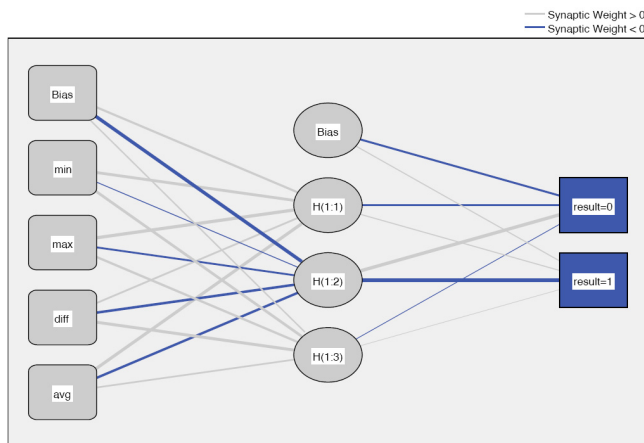 Synaptic Weight > 0
Synaptic Weight < 0
Bias
min
max
diff
avg
Bias
H(1:1)
H(1:2)
H(1:3)
result=0
result=1